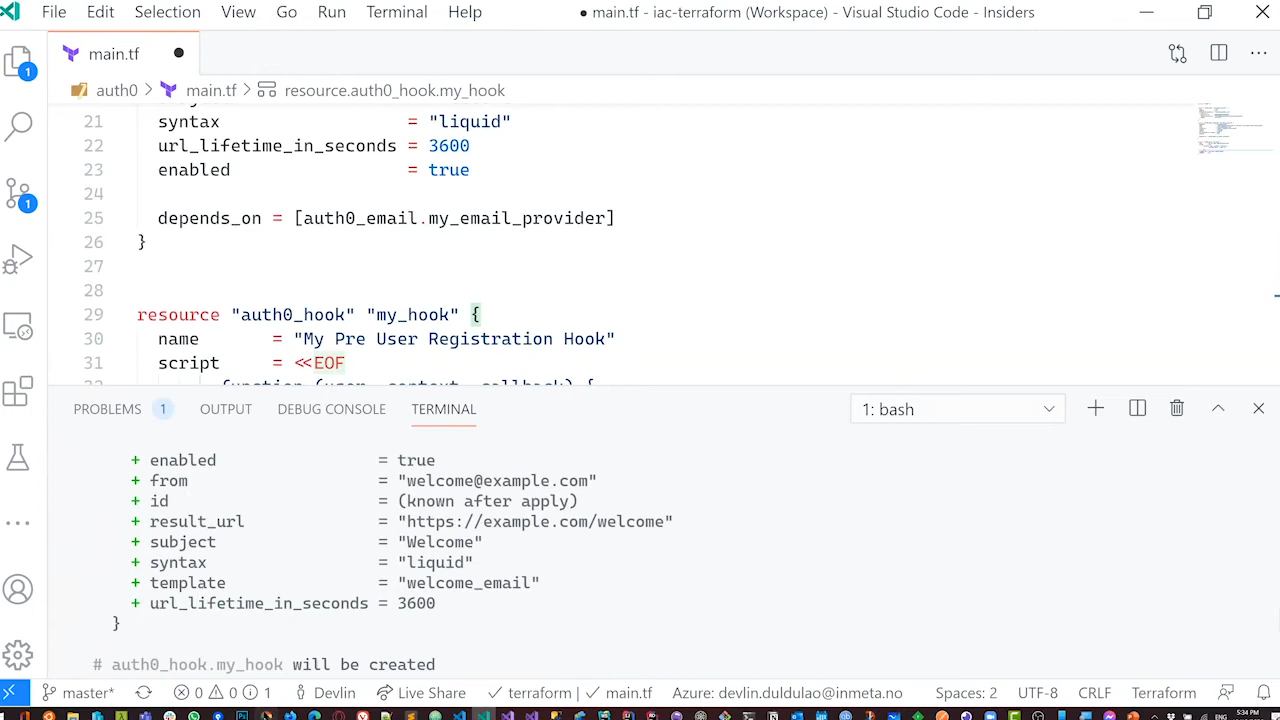 File Edit Selection View Go Run Terminal Help ● main.tf - iac-terraform (Workspace) - Visual Studio Code - Insiders
main.tf ●
1
auth0 > main.tf > resource.auth0_hook.my_hook
21 syntax = "liquid"
22 url_lifetime_in_seconds = 3600
23 enabled = true
24
25 depends_on = [auth0_email.my_email_provider]
26 }
27
28
29 resource "auth0_hook" "my_hook" {
30 name = "My Pre User Registration Hook"
31 script = <<EOF
function (user, context, callback) {
1
PROBLEMS 1 OUTPUT DEBUG CONSOLE TERMINAL 1: bash
+ enabled = true
+ from = "welcome@example.com"
+ id = (known after apply)
+ result_url = "https://example.com/welcome"
+ subject = "Welcome"
+ syntax = "liquid"
+ template = "welcome_email"
+ url_lifetime_in_seconds = 3600
}
# auth0_hook.my_hook will be created
master* 0 0 1 Devlin Live Share terraform | main.tf Azure: devlin.duldulao@inmeta.no Spaces: 2 UTF-8 CRLF Terraform
ENG 5:34 PM